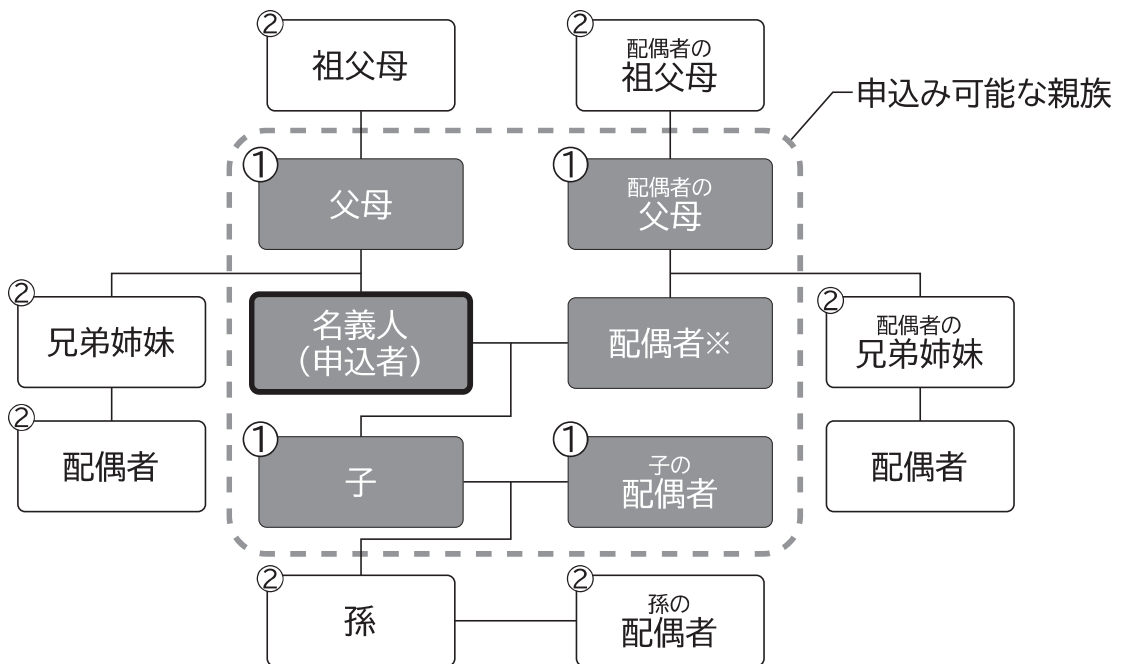 ②
祖父母
②
配偶者の
祖父母
申込み可能な親族
①
父母
①
配偶者の
父母
②
兄弟姉妹
名義人
（申込者）
配偶者※
②
配偶者の
兄弟姉妹
②
配偶者
①
子
①
子の
配偶者
配偶者
②
孫
②
孫の
配偶者